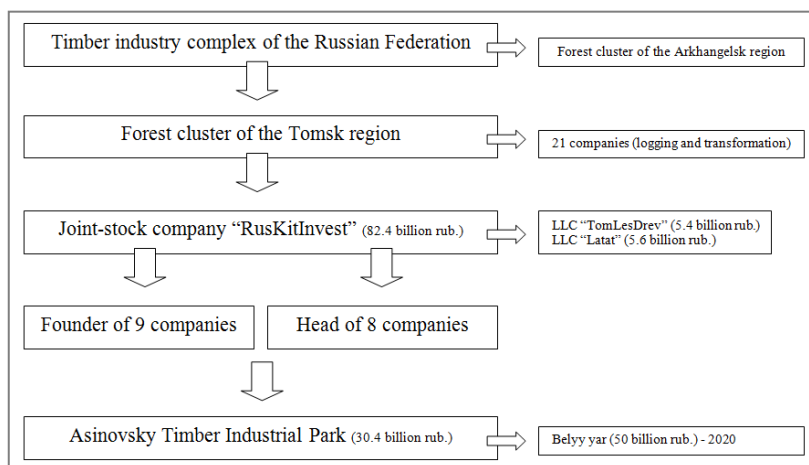 Timber industry complex of the Russian Federation
Forest cluster of the Arkhangelsk region
Forest cluster of the Tomsk region
21 companies (logging and transformation)
Joint-stock company “RusKitInvest” (82.4 billion rub.)
LLC “TomLesDrev” (5.4 billion rub.)
LLC “Latat” (5.6 billion rub.)
Founder of 9 companies
Head of 8 companies
Asinovsky Timber Industrial Park (30.4 billion rub.)
Belyy yar (50 billion rub.) - 2020